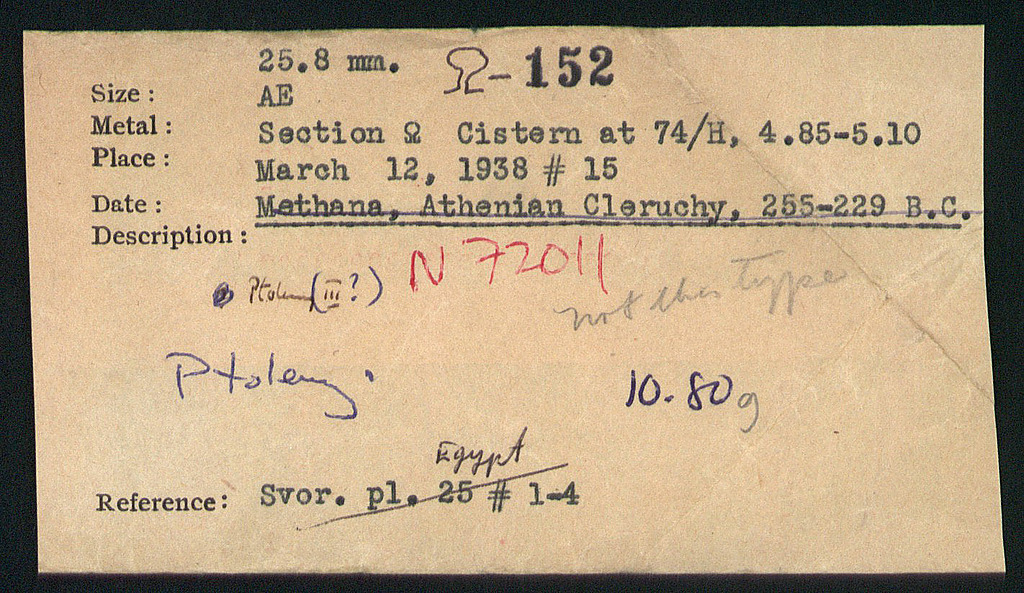 25.8 mm. Ω-152
Size: AE
Metal: Section Ω Cistern at 74/H, 4.85-5.10
Place: March 12, 1938 # 15
Date: Methana, Athenian Cleruchy, 255-229 B.C.
Description:
N 72011
Ptolemy (III?) not this type
Ptolemy. 10.80g
Egypt
Reference: Svor. pl. 25 # 1-4